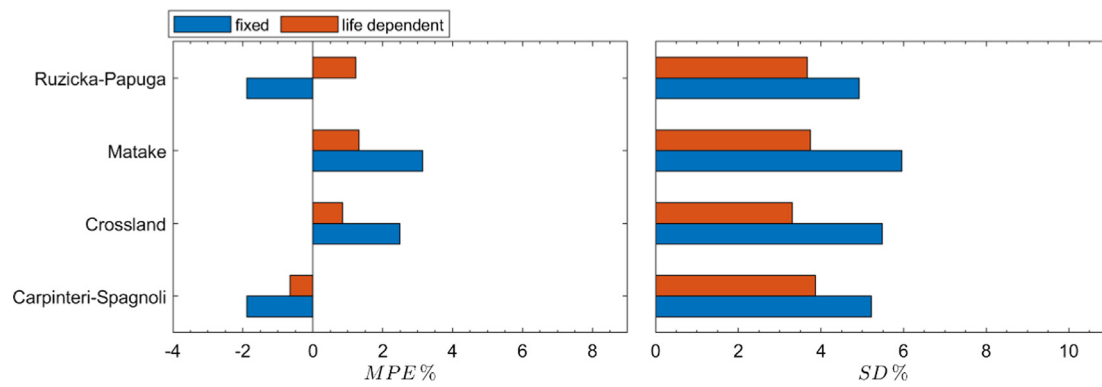 fixed life dependent
Ruzicka-Papuga
Matake
Crossland
Carpinteri-Spagnoli
-4 -2 0 2 4 6 8
MPE%
0 2 4 6 8 10
SD%